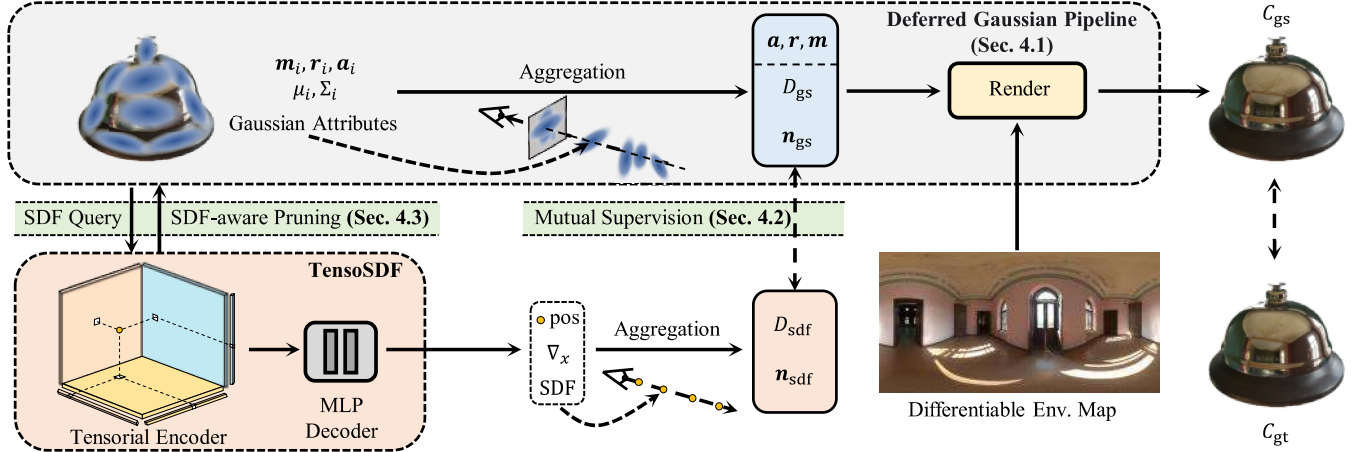 Deferred Gaussian Pipeline
(Sec. 4.1)
C_gs
m_i, r_i, a_i
μ_i, Σ_i
Gaussian Attributes
Aggregation
a, r, m
D_gs
n_gs
Render
SDF Query
SDF-aware Pruning (Sec. 4.3)
Mutual Supervision (Sec. 4.2)
TensoSDF
Tensorial Encoder
MLP
Decoder
pos
∇_x
SDF
Aggregation
D_sdf
n_sdf
Differentiable Env. Map
C_gt